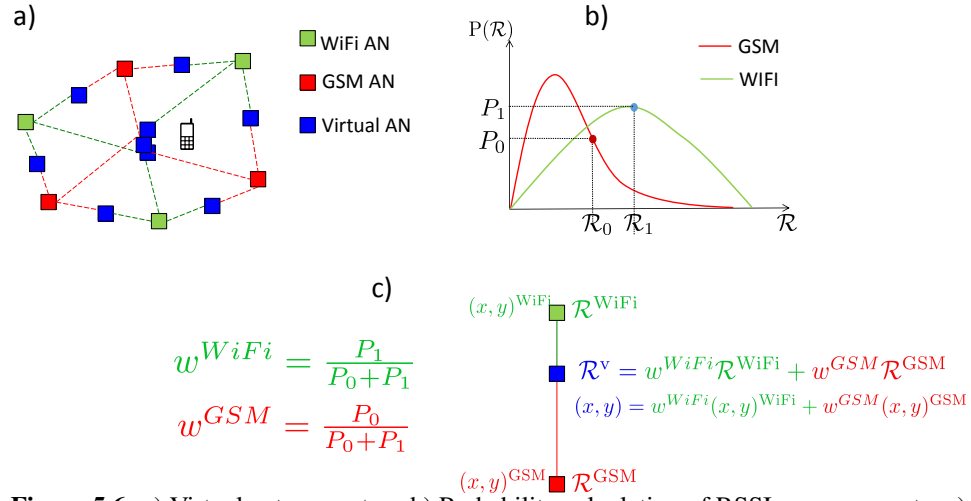 a)
WiFi AN
GSM AN
Virtual AN
b)
P(R)
GSM
WIFI
P₁
P₀
R₀ R₁
R
c)
w^{WiFi} = P₁/(P₀+P₁)
w^{GSM} = P₀/(P₀+P₁)
(x, y)^{WiFi} R^{WiFi}
R^{v} = w^{WiFi}R^{WiFi} + w^{GSM}R^{GSM}
(x, y) = w^{WiFi}(x, y)^{WiFi} + w^{GSM}(x, y)^{GSM}
(x, y)^{GSM} R^{GSM}